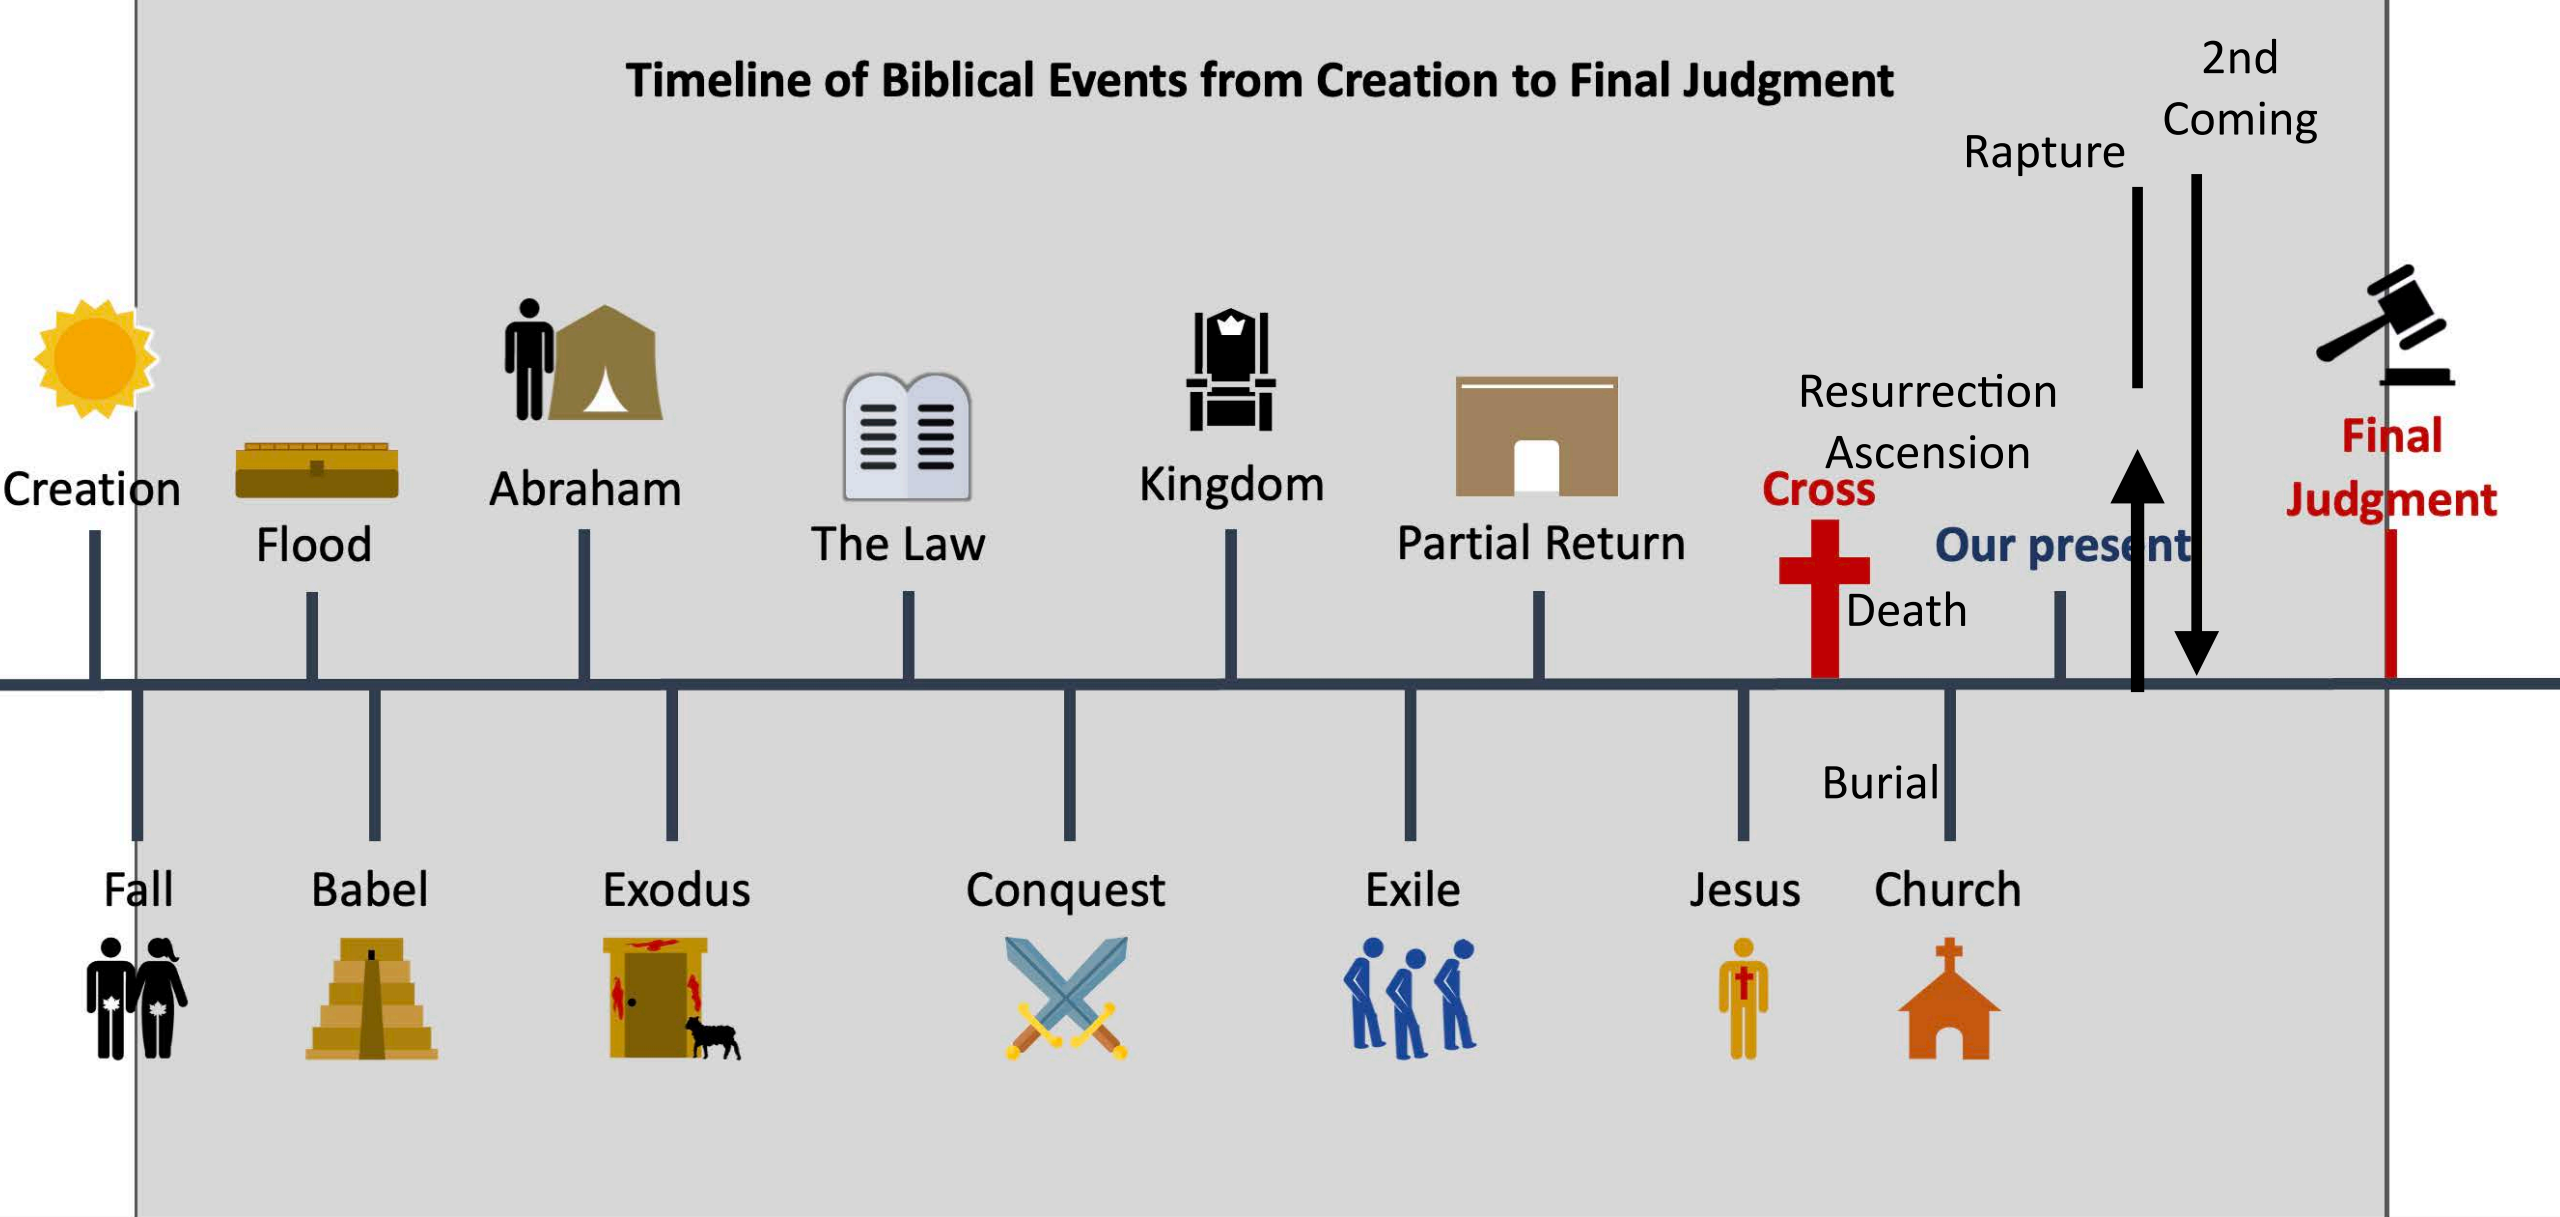 Timeline of Biblical Events from Creation to Final Judgment
2nd
Coming
Rapture
Resurrection
Ascension
Creation
Flood
Abraham
The Law
Kingdom
Partial Return
Cross
Death
Our present
Final
Judgment
Burial
Fall
Babel
Exodus
Conquest
Exile
Jesus
Church